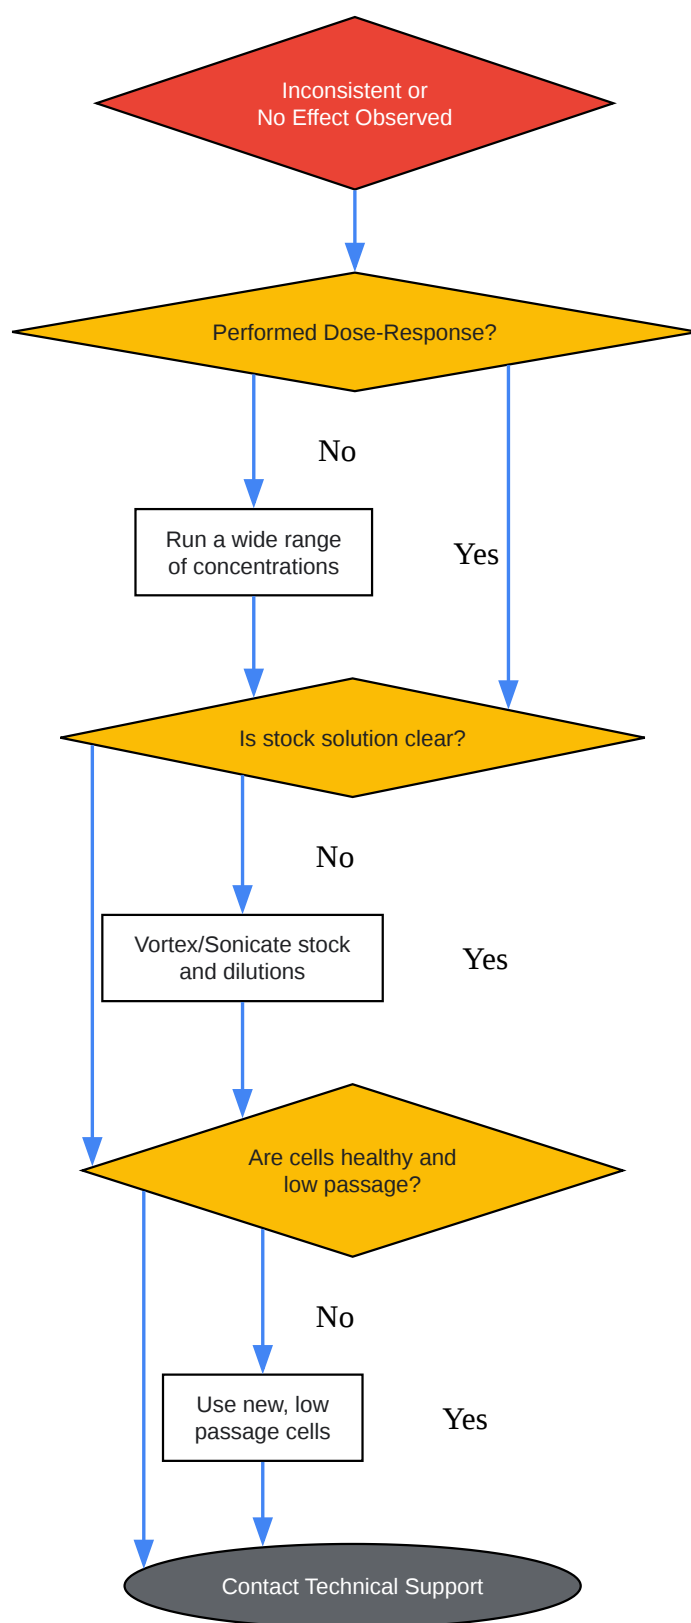 Inconsistent or
No Effect Observed
Performed Dose-Response?
No
Run a wide range
of concentrations
Yes
Is stock solution clear?
No
Vortex/Sonicate stock
and dilutions
Yes
Are cells healthy and
low passage?
No
Use new, low
passage cells
Yes
Contact Technical Support